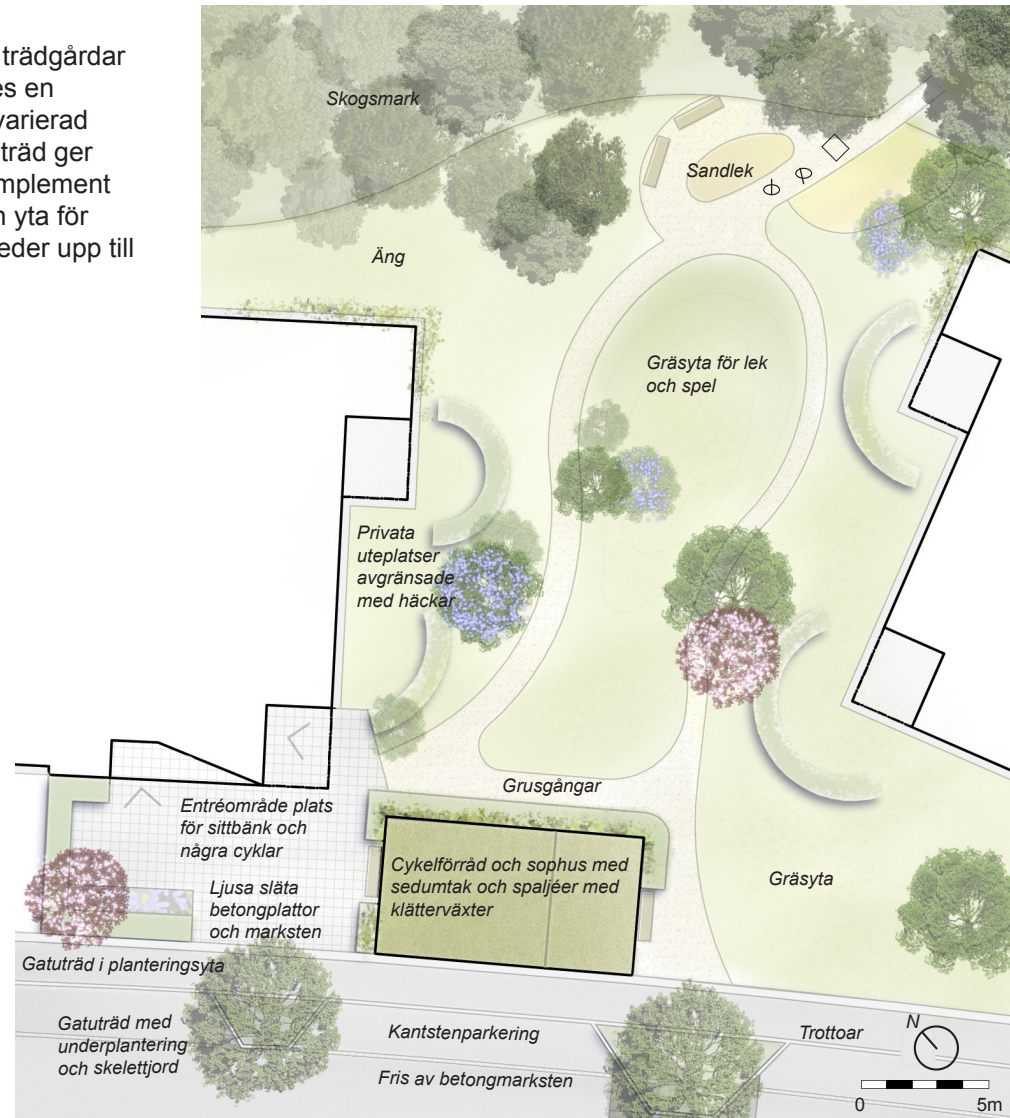 trädgårdar
es en
varierad
träd ger
mplement
yta för
eder upp till
Skogsmark
Sandlek
Äng
Gräsyta för lek
och spel
Privata
uteplatser
avgränsade
med häckar
Grusgångar
Entréområde plats
för sittbänk och
några cyklar
Cykelförråd och sophus med
sedumtak och spaljéer med
klätterväxter
Gräsyta
Ljusa släta
betongplattor
och marksten
Gatuträd i planteringsyta
Gatuträd med
underplantering
och skelettjord
Kantstenparkering
Trottoar
Fris av betongmarksten
N
0 5m